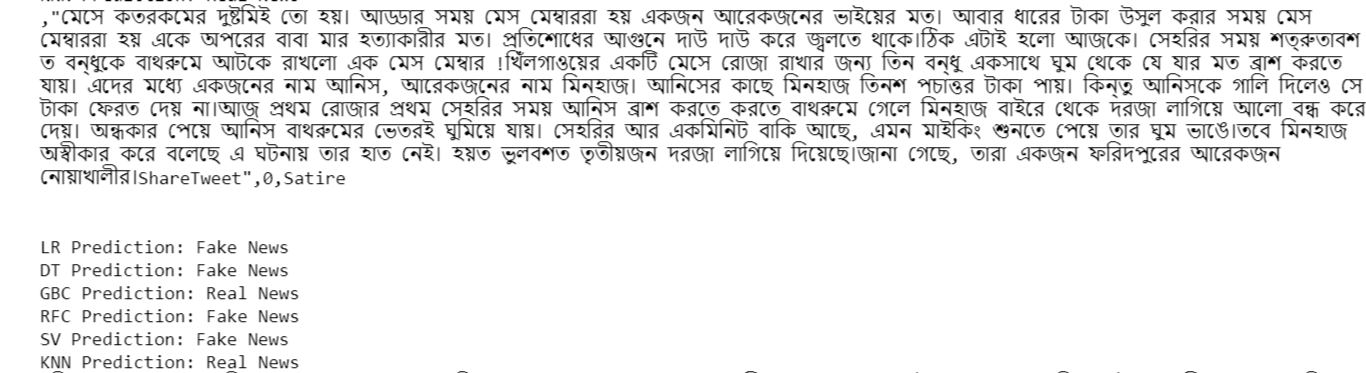 ,"মেসে কতরকমের দুষ্টমিই তো হয়। আড্ডার সময় মেস মেম্বাররা হয় একজন আরেকজনের ভাইয়ের মত। আবার ধারের টাকা উসুল করার সময় মেস
মেম্বাররা হয় একে অপরের বাবা মার হত্যাকারীর মত। প্রতিশোধের আগুনে দাউ দাউ করে জ্বলতে থাকে।ঠিক এটাই হলো আজকে। সেহরির সময় শত্রুতাবশ
ত বন্ধুকে বাথরুমে আটকে রাখলো এক মেস মেম্বার !খিঁলগাওয়ের একটি মেসে রোজা রাখার জন্য তিন বন্ধু একসাথে ঘুম থেকে যে যার মত ব্রাশ করতে
যায়। এদের মধ্যে একজনের নাম আনিস, আরেকজনের নাম মিনহাজ। আনিসের কাছে মিনহাজ তিনশ পচাত্তর টাকা পায়। কিন্তু আনিসকে গালি দিলেও সে
টাকা ফেরত দেয় না।আজ প্রথম রোজার প্রথম সেহরির সময় আনিস ব্রাশ করতে করতে বাথরুমে গেলে মিনহাজ বাইরে থেকে দরজা লাগিয়ে আলো বন্ধ করে
দেয়। অন্ধকার পেয়ে আনিস বাথরুমের ভেতরই ঘুমিয়ে যায়। সেহরির আর একমিনিট বাকি আছে, এমন মাইকিং শুনতে পেয়ে তার ঘুম ভাঙে।তবে মিনহাজ
অস্বীকার করে বলেছে এ ঘটনায় তার হাত নেই। হয়ত ভুলবশত তৃতীয়জন দরজা লাগিয়ে দিয়েছে।জানা গেছে, তারা একজন ফরিদপুরের আরেকজন
নোয়াখালীর।ShareTweet",0,Satire
LR Prediction: Fake News
DT Prediction: Fake News
GBC Prediction: Real News
RFC Prediction: Fake News
SV Prediction: Fake News
KNN Prediction: Real News